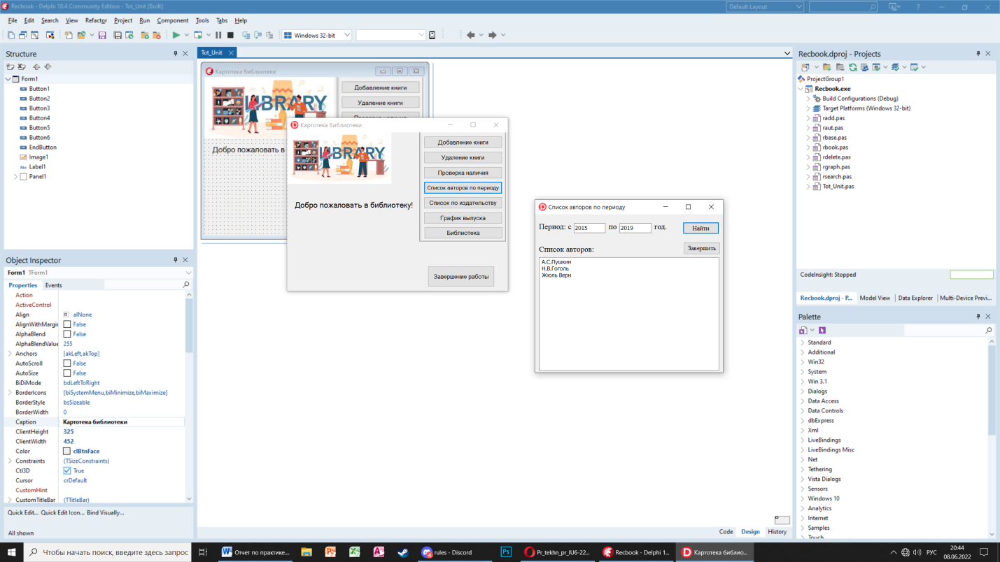 Recbook - Delphi 10.4 Community Edition - Tot_Unit [Built]
Default Layout
File Edit Search View Refactor Project Run Component Tools Tabs Help
Windows 32-bit
Structure
Form1
Button1
Button2
Button3
Button4
Button5
Button6
EndButton
Image1
Label1
Panel1
Object Inspector
Form1 TForm1
Properties Events
Action
ActiveControl
Align alNone
AlignWithMargin False
AlphaBlend False
AlphaBlendValue 255
Anchors [akLeft,akTop]
AutoScroll False
AutoSize False
BiDiMode bdLeftToRight
BorderIcons [biSystemMenu,biMinimize,biMaximize]
BorderStyle bsSizeable
BorderWidth 0
Caption Картотека библиотеки
ClientHeight 325
ClientWidth 452
Color clBtnFace
Constraints (TSizeConstraints)
Ctl3D True
Cursor crDefault
CustomHint
CustomTitleBar (TTitleBar)
Quick Edit... Quick Edit Icon... Bind Visually...
All shown
Tot_Unit
Картотека библиотеки
LIBRARY
Добавление книги
Удаление книги
Добро пожаловать в
Картотека библиотеки
LIBRARY
Добро пожаловать в библиотеку!
Добавление книги
Удаление книги
Проверка наличия
Список авторов по периоду
Список по издательству
График выпуска
Библиотека
Завершение работы
Список авторов по периоду
Период: с 2015 по 2019 год.
Найти
Список авторов:
Завершить
А.С.Пушкин
Н.В.Гоголь
Жюль Верн
Code Design History
Recbook.dproj - Projects
ProjectGroup1
Recbook.exe
Build Configurations (Debug)
Target Platforms (Windows 32-bit)
radd.pas
raut.pas
rbase.pas
rbook.pas
rdelete.pas
rgraph.pas
rsearch.pas
Tot_Unit.pas
CodeInsight: Stopped
Recbook.dproj - P... Model View Data Explorer Multi-Device Previ...
Palette
Standard
Additional
Win32
System
Win 3.1
Dialogs
Data Access
Data Controls
dbExpress
Xml
LiveBindings
LiveBindings Misc
Net
Tethering
Vista Dialogs
Sensors
Windows 10
Analytics
Internet
Samples
Touch
Чтобы начать поиск, введите здесь запрос
Отчет по практике...
rules - Discord
Pr_tekhn_pr_IU6-22...
Recbook - Delphi 1...
Картотека библио...
РУС
20:44
08.06.2022